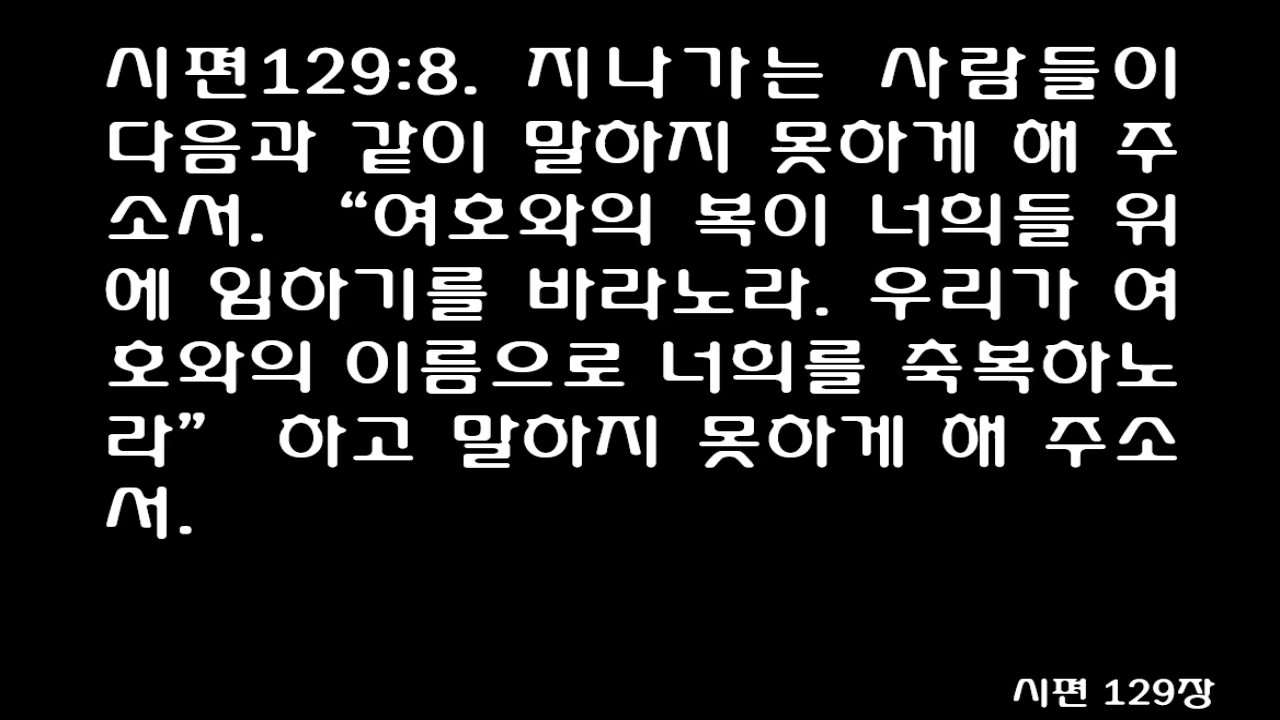 시편129:8. 지나가는 사람들이
다음과 같이 말하지 못하게 해 주
소서. “여호와의 복이 너희들 위
에 임하기를 바라노라. 우리가 여
호와의 이름으로 너희를 축복하노
라” 하고 말하지 못하게 해 주소
서.
시편 129장